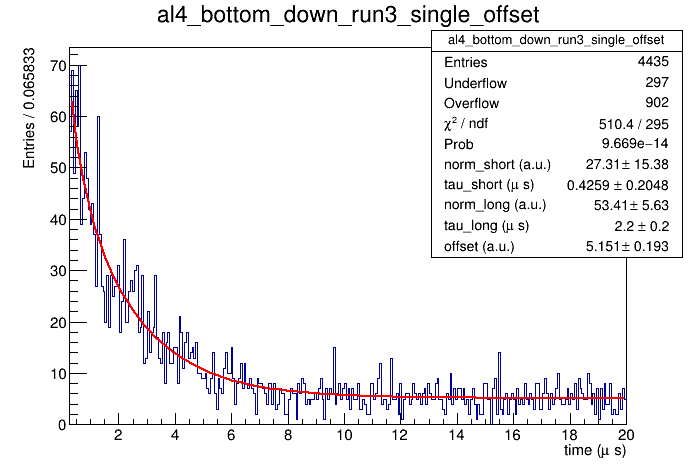 al4_bottom_down_run3_single_offset
al4_bottom_down_run3_single_offset
Entries 4435
Underflow 297
Overflow 902
χ² / ndf 510.4 / 295
Prob 9.669e−14
norm_short (a.u.) 27.31± 15.38
tau_short (μ s) 0.4259 ± 0.2048
norm_long (a.u.) 53.41± 5.63
tau_long (μ s) 2.2 ± 0.2
offset (a.u.) 5.151± 0.193
Entries / 0.065833
70
60
50
40
30
20
10
0
2 4 6 8 10 12 14 16 18 20
time (μ s)